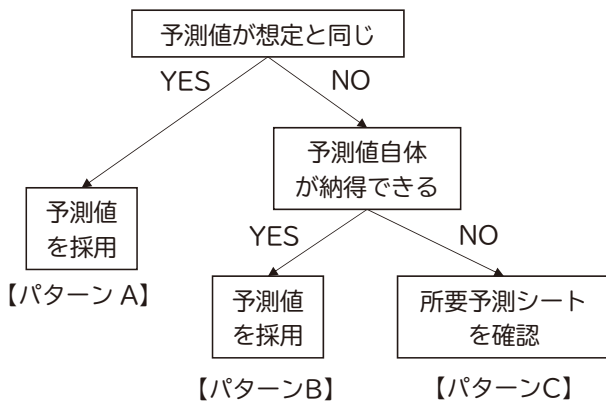 予測値が想定と同じ
YES
NO
予測値自体
が納得できる
予測値
を採用
【パターン A】
YES
NO
予測値
を採用
所要予測シート
を確認
【パターンB】
【パターンC】